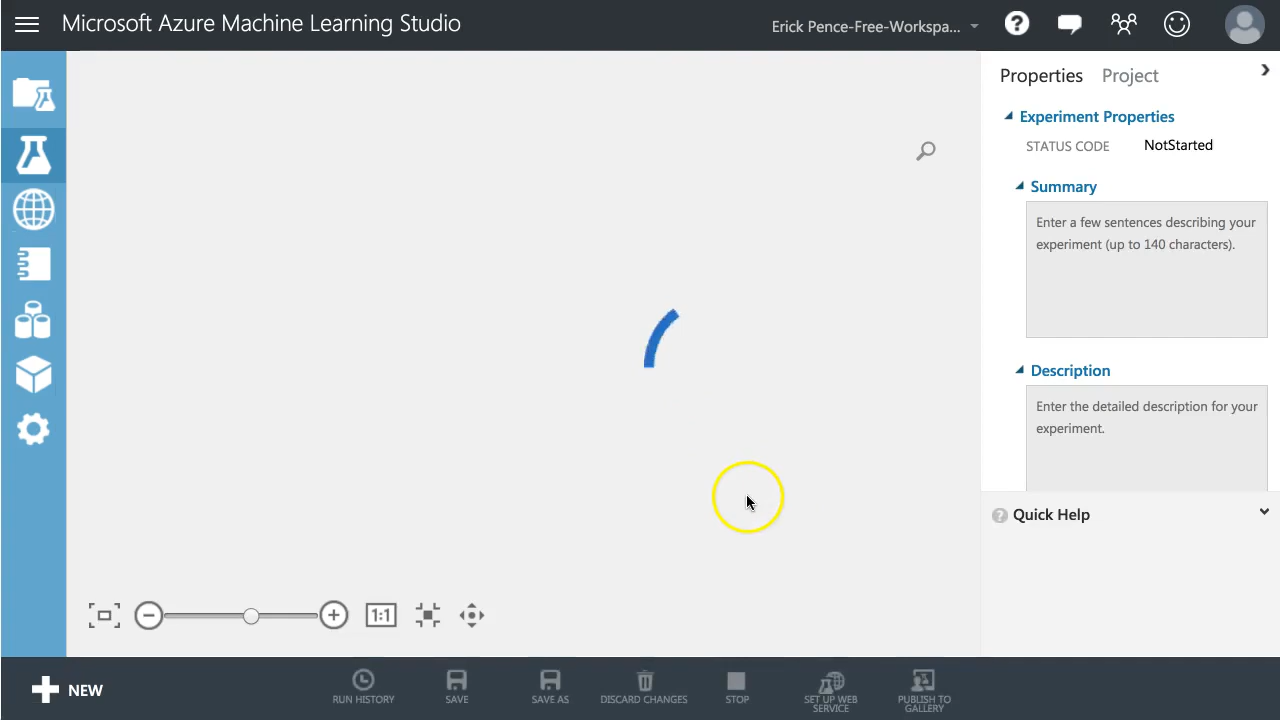 Microsoft Azure Machine Learning Studio
Erick Pence-Free-Workspa...
?
Properties
Project
Experiment Properties
STATUS CODE
NotStarted
Summary
Enter a few sentences describing your
experiment (up to 140 characters).
Description
Enter the detailed description for your
experiment.
? Quick Help
1:1
NEW
RUN HISTORY
SAVE
SAVE AS
DISCARD CHANGES
STOP
SET UP WEB
SERVICE
PUBLISH TO
GALLERY